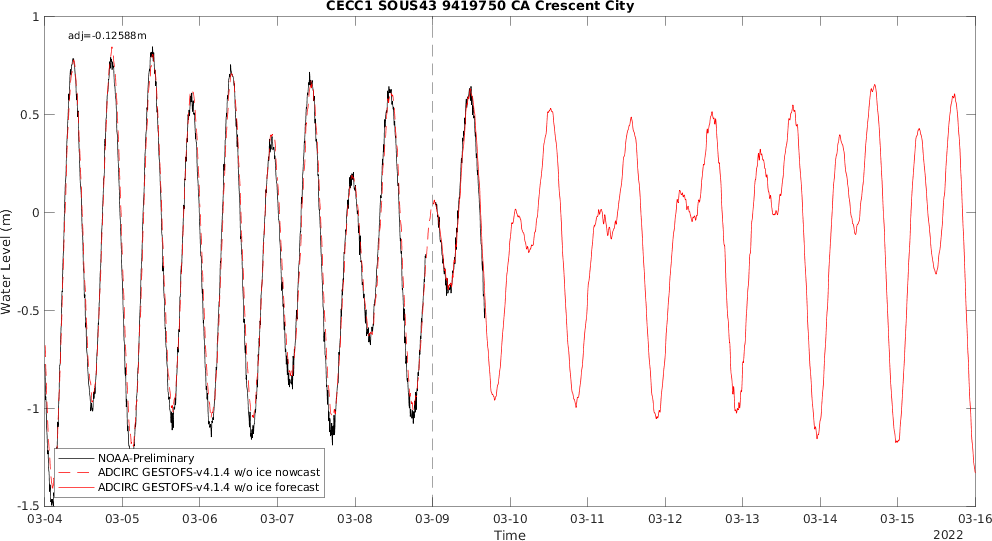 CECC1 SOUS43 9419750 CA Crescent City
adj=-0.12588m
Water Level (m)
1
0.5
0
-0.5
-1
-1.5
NOAA-Preliminary
ADCIRC GESTOFS-v4.1.4 w/o ice nowcast
ADCIRC GESTOFS-v4.1.4 w/o ice forecast
03-04 03-05 03-06 03-07 03-08 03-09 03-10 03-11 03-12 03-13 03-14 03-15 03-16
Time
2022